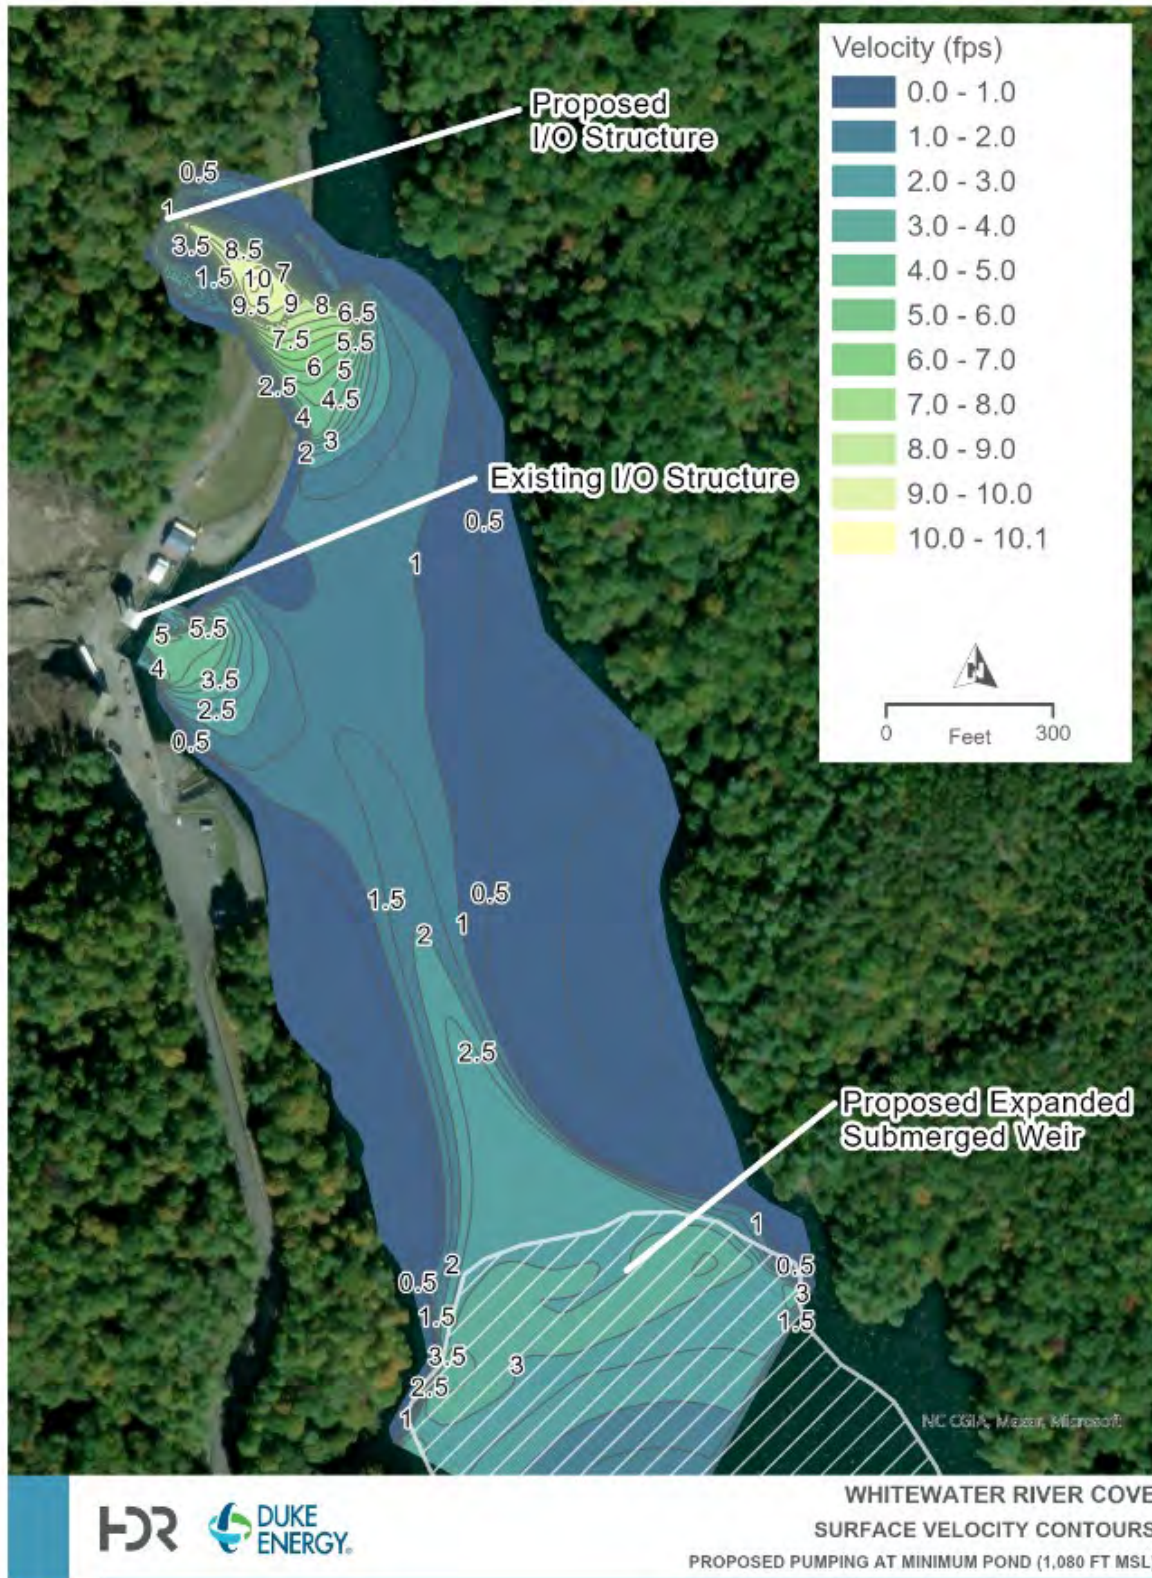 Velocity (fps)
0.0 - 1.0
1.0 - 2.0
2.0 - 3.0
3.0 - 4.0
4.0 - 5.0
5.0 - 6.0
6.0 - 7.0
7.0 - 8.0
8.0 - 9.0
9.0 - 10.0
10.0 - 10.1
N
0 Feet 300
Proposed
I/O Structure
0.5
1
3.5 8.5
1.5 10 7
9.5 9 8 6.5
7.5 5.5
6 5
2.5 4.5
4
2 3
Existing I/O Structure
0.5
1
5 5.5
4
3.5
2.5
0.5
1.5 0.5
2 1
2.5
Proposed Expanded
Submerged Weir
1
2 0.5
0.5 3
1.5 1.5
3.5 3
2.5
1
NC CGIA, Maxar, Microsoft
HDR
DUKE
ENERGY®
WHITEWATER RIVER COVE
SURFACE VELOCITY CONTOURS
PROPOSED PUMPING AT MINIMUM POND (1,080 FT MSL)